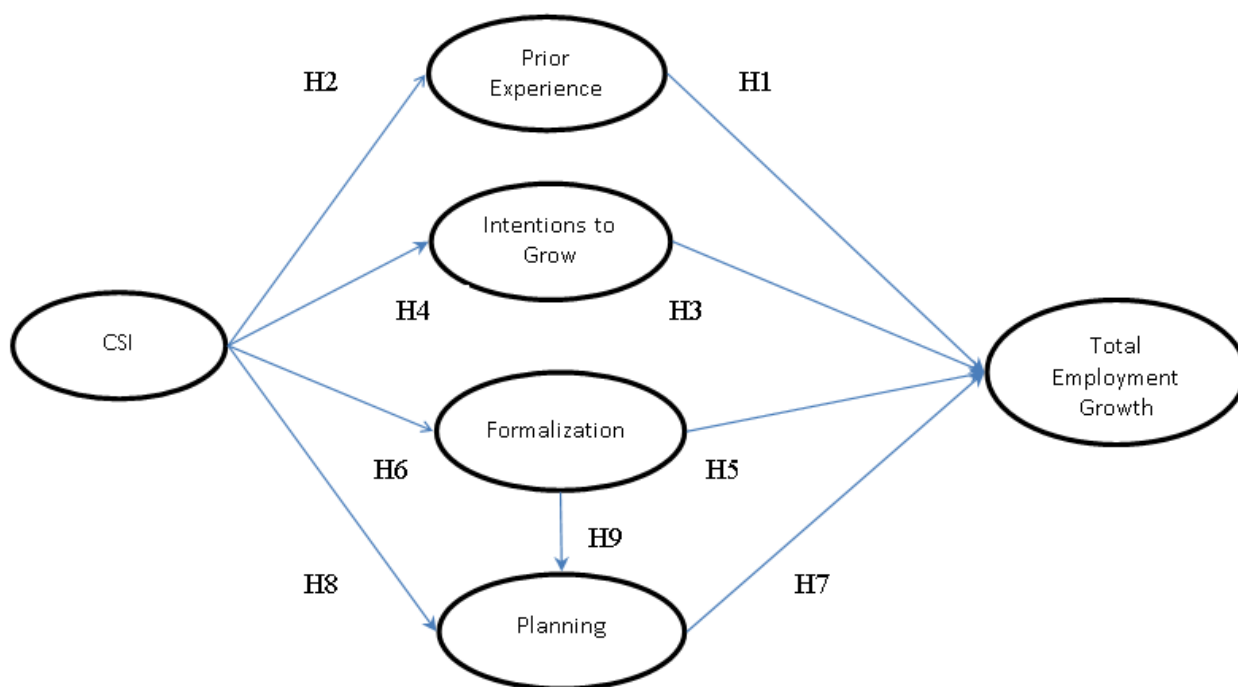 Prior
Experience
H2
H1
Intentions to
Grow
H4
H3
CSI
Total
Employment
Growth
Formalization
H6
H5
H9
H8
H7
Planning